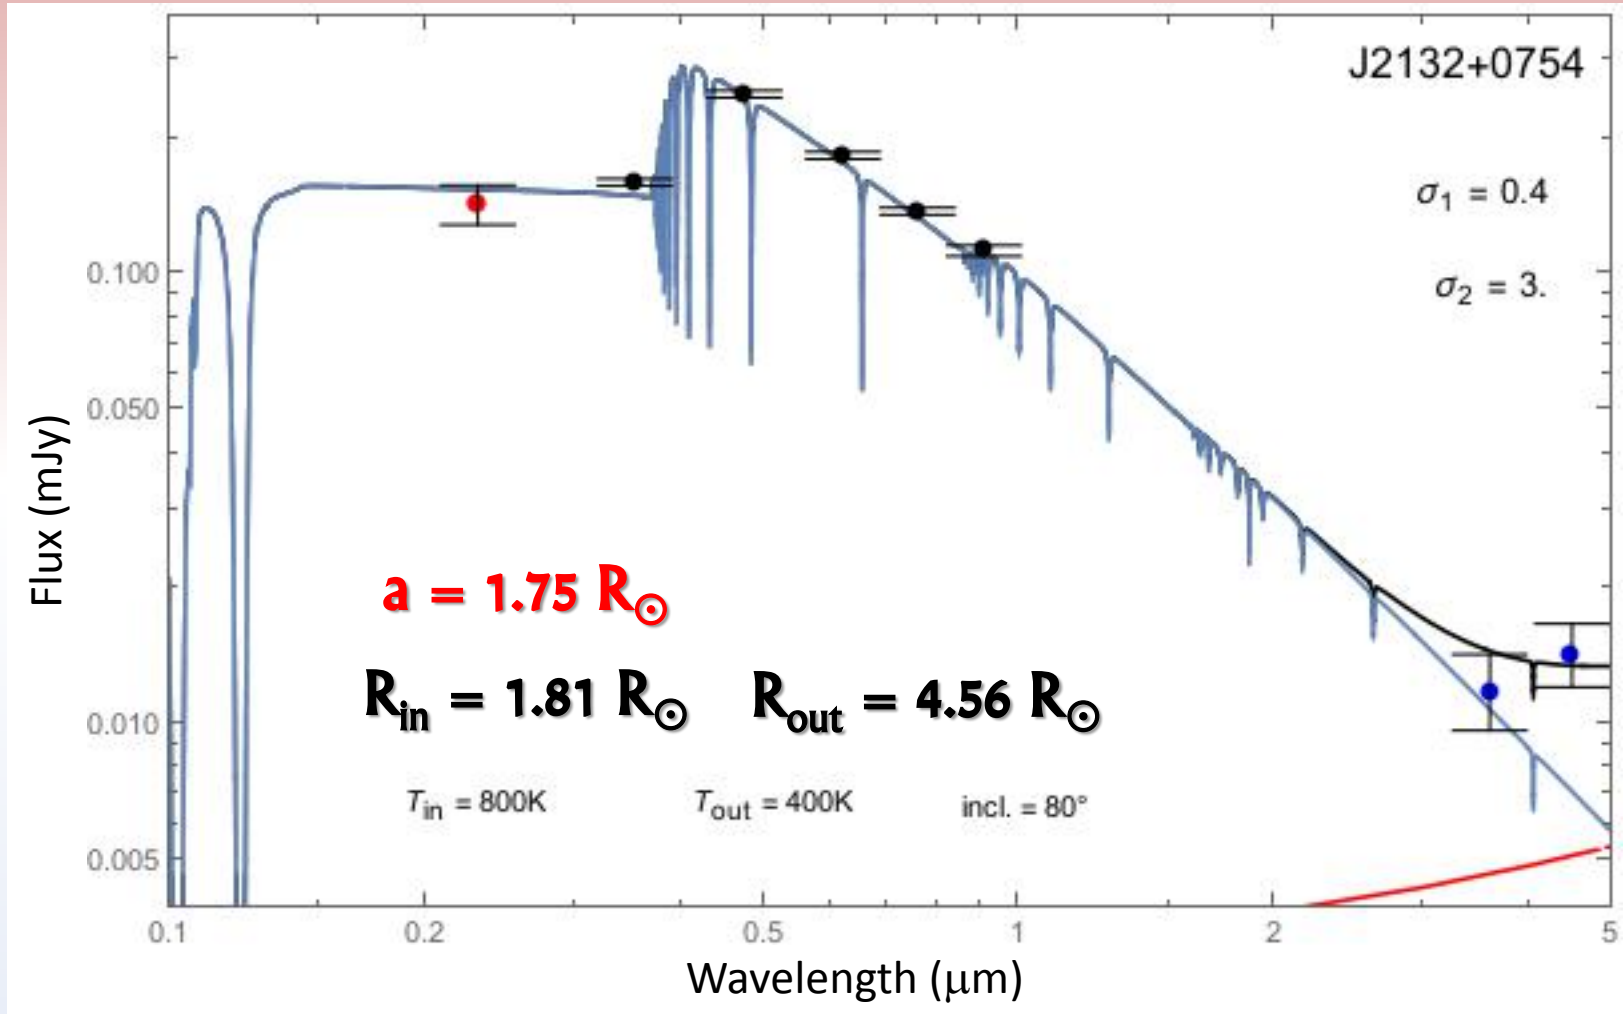 J2132+0754
σ1 = 0.4
0.100
σ2 = 3.
0.050
Flux (mJy)
a = 1.75 R☉
Rin = 1.81 R☉ Rout = 4.56 R☉
0.010
Tin = 800K Tout = 400K incl. = 80°
0.005
0.1 0.2 0.5 1 2 5
Wavelength (μm)